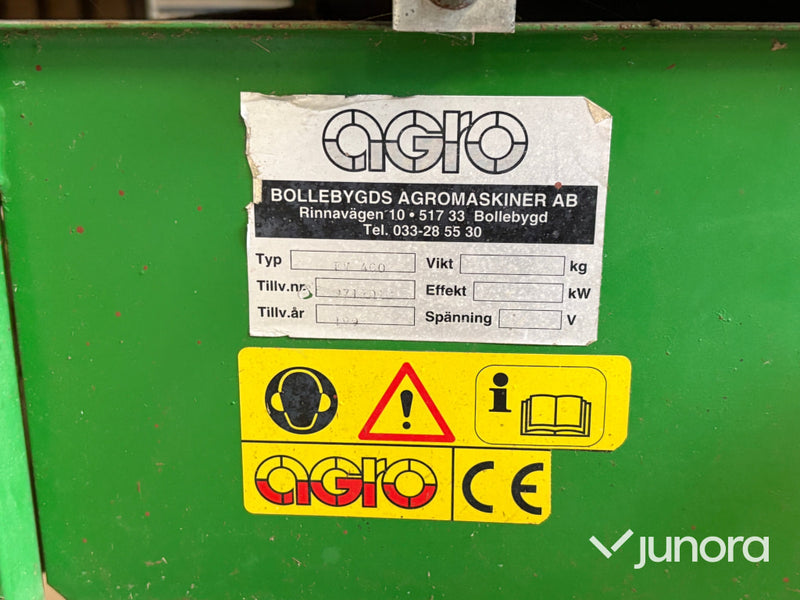 agro
BOLLEBYGDS AGROMASKINER AB
Rinnavägen 10 • 517 33 Bollebygd
Tel. 033-28 55 30
Typ Vikt kg
Tillv.nr Effekt kW
Tillv.år Spänning V
i
agro CE
junora